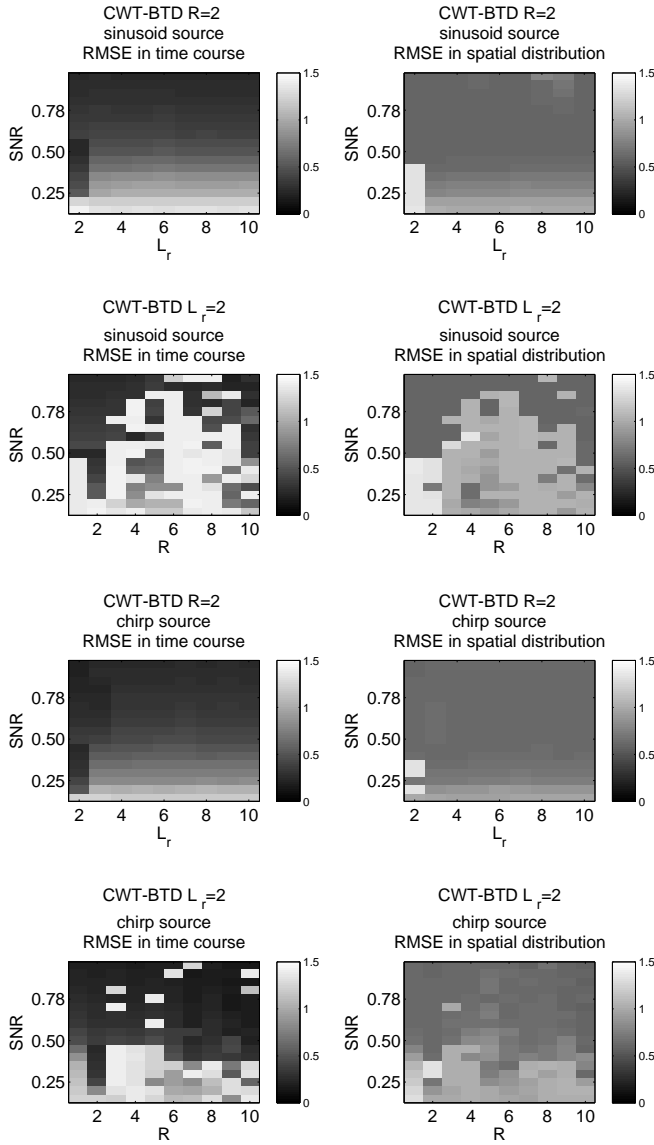 CWT-BTD R=2
sinusoid source
RMSE in time course
SNR
0.78
0.50
0.25
2 4 6 8 10
L_r
1.5
1
0.5
0
CWT-BTD R=2
sinusoid source
RMSE in spatial distribution
SNR
0.78
0.50
0.25
2 4 6 8 10
L_r
1.5
1
0.5
0
CWT-BTD L_r=2
sinusoid source
RMSE in time course
SNR
0.78
0.50
0.25
2 4 6 8 10
R
1.5
1
0.5
0
CWT-BTD L_r=2
sinusoid source
RMSE in spatial distribution
SNR
0.78
0.50
0.25
2 4 6 8 10
R
1.5
1
0.5
0
CWT-BTD R=2
chirp source
RMSE in time course
SNR
0.78
0.50
0.25
2 4 6 8 10
L_r
1.5
1
0.5
0
CWT-BTD R=2
chirp source
RMSE in spatial distribution
SNR
0.78
0.50
0.25
2 4 6 8 10
L_r
1.5
1
0.5
0
CWT-BTD L_r=2
chirp source
RMSE in time course
SNR
0.78
0.50
0.25
2 4 6 8 10
R
1.5
1
0.5
0
CWT-BTD L_r=2
chirp source
RMSE in spatial distribution
SNR
0.78
0.50
0.25
2 4 6 8 10
R
1.5
1
0.5
0